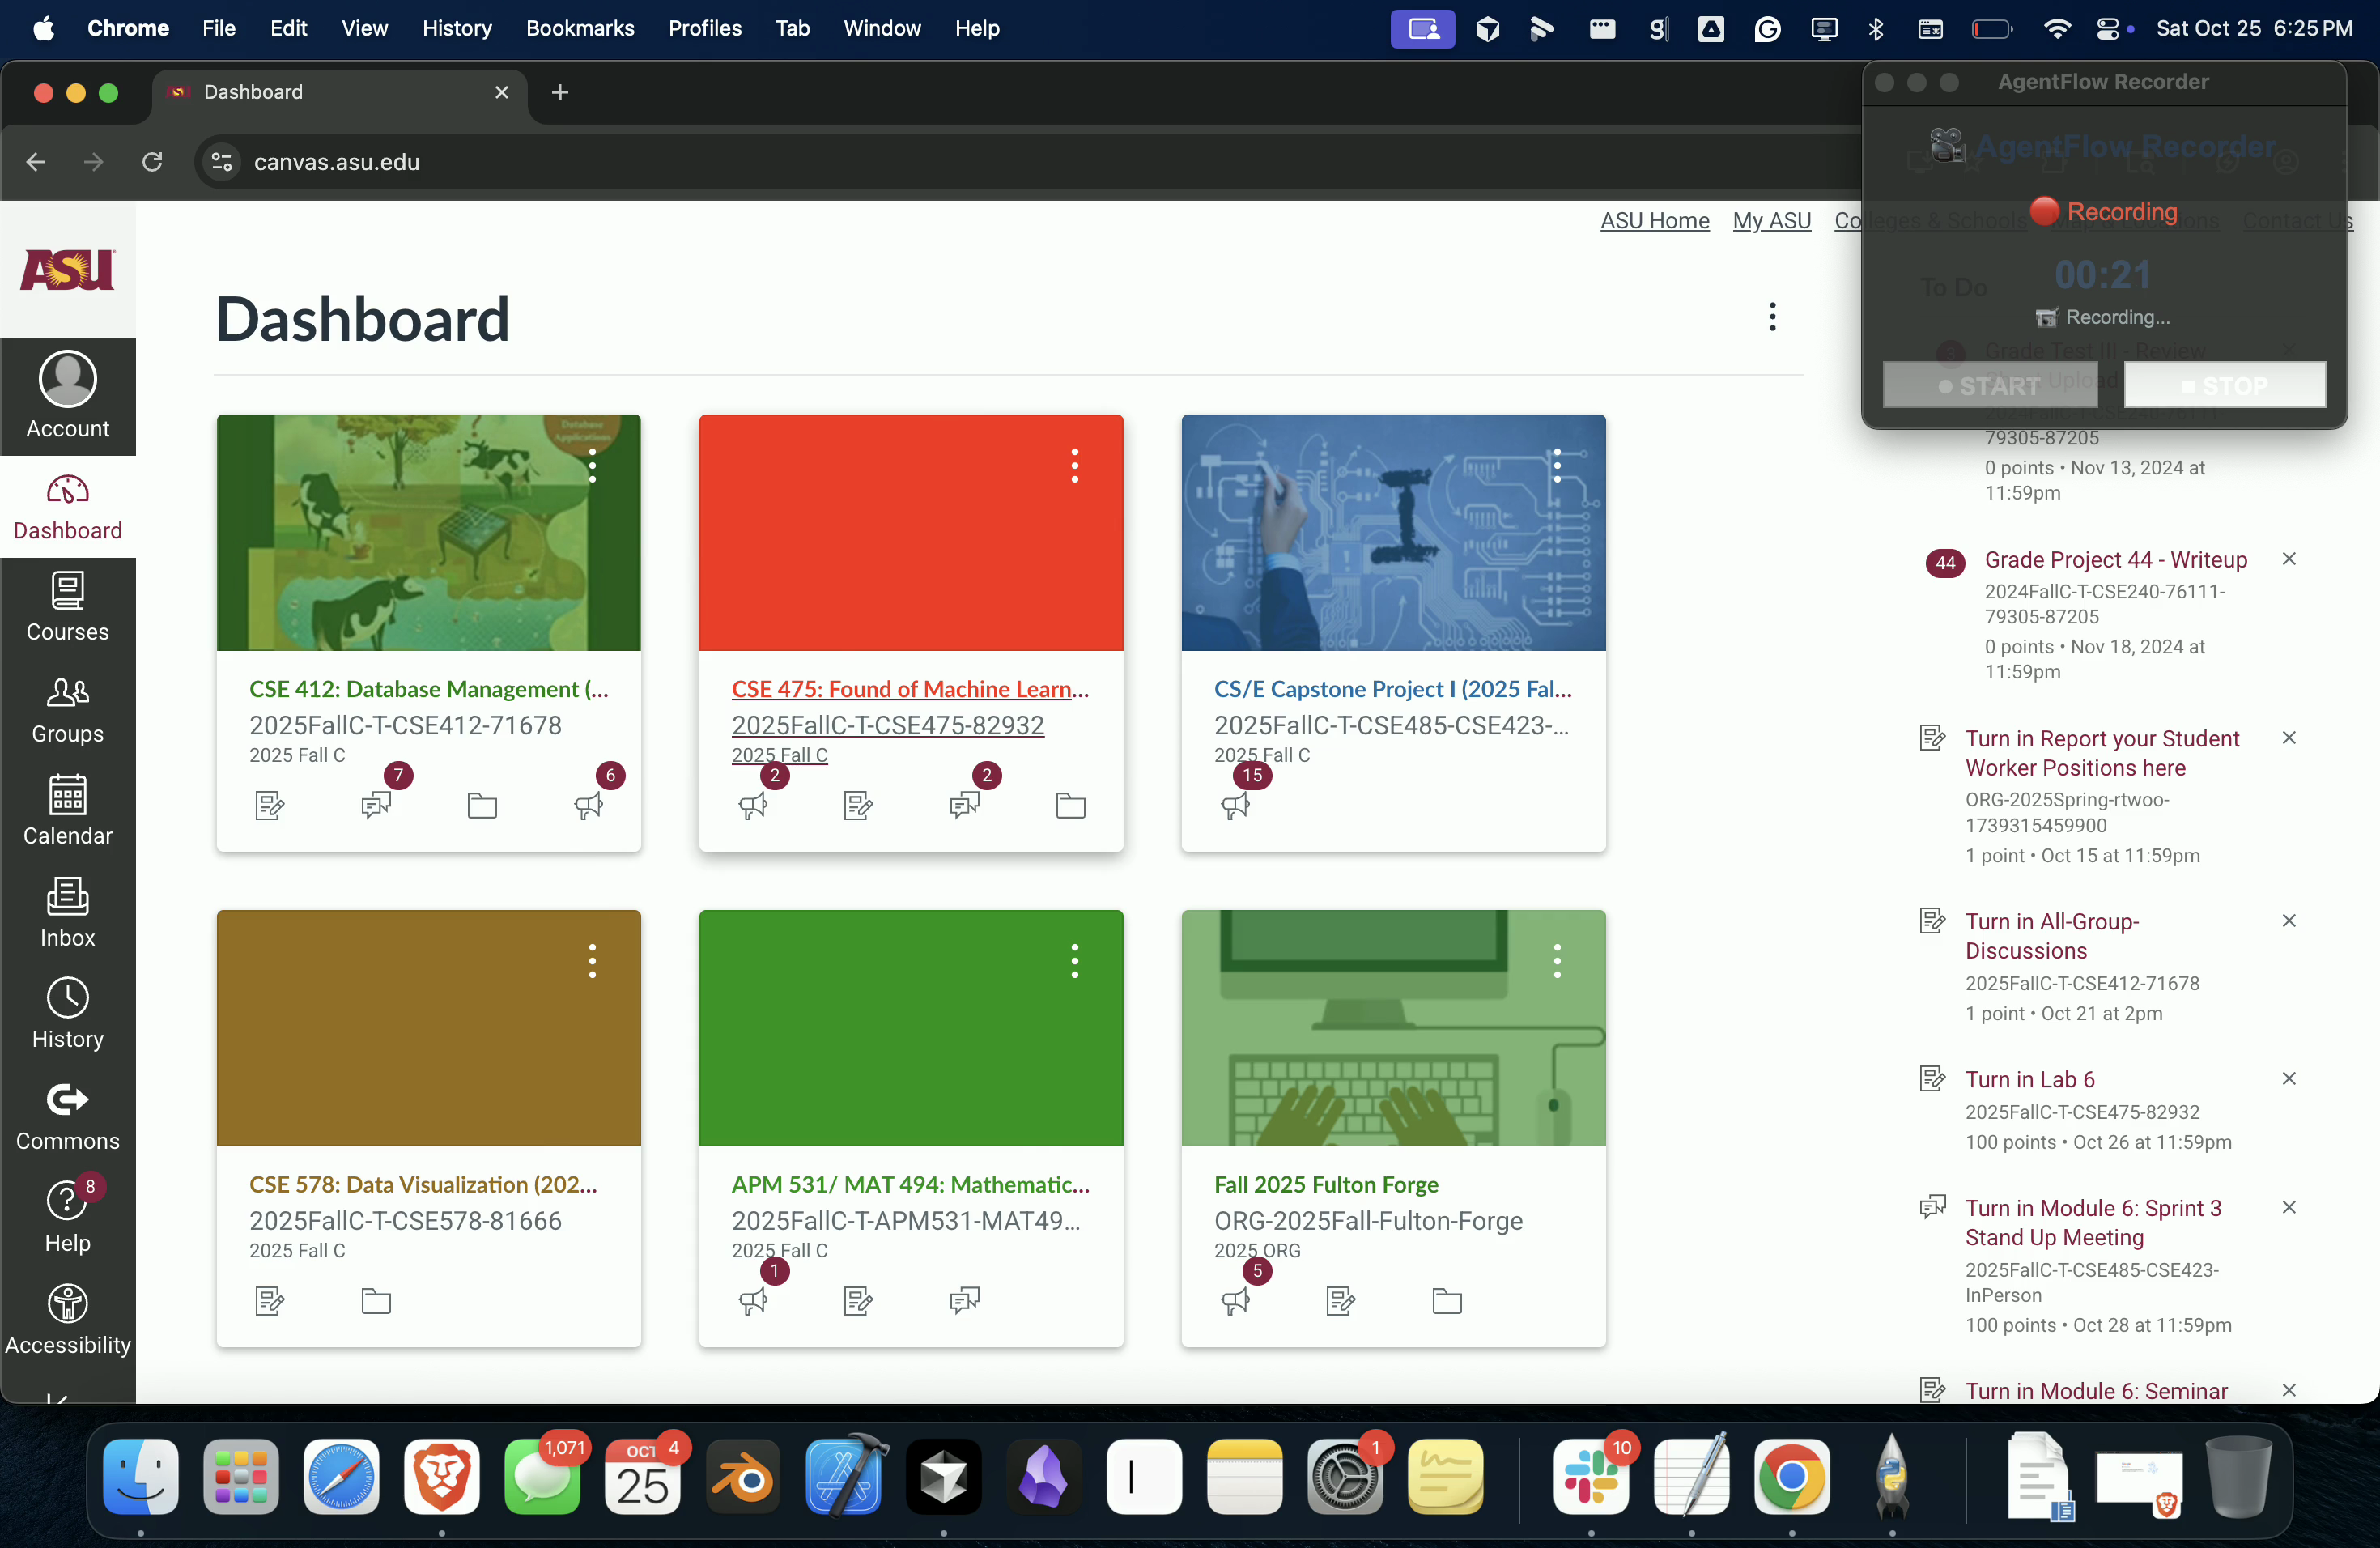 Chrome File Edit View History Bookmarks Profiles Tab Window Help
Sat Oct 25 6:25 PM
Dashboard
canvas.asu.edu
AgentFlow Recorder
AgentFlow Recorder
Recording
00:21
Recording...
START
STOP
ASU
ASU Home
My ASU
Colleges & Schools
Contact Us
Account
Dashboard
Courses
Groups
Calendar
Inbox
History
Commons
8
Help
Accessibility
Dashboard
Database
Applications
CSE 412: Database Management (...
2025FallC-T-CSE412-71678
2025 Fall C
7
6
CSE 475: Found of Machine Learn...
2025FallC-T-CSE475-82932
2025 Fall C
2
2
I
CS/E Capstone Project I (2025 Fal...
2025FallC-T-CSE485-CSE423-...
2025 Fall C
15
CSE 578: Data Visualization (202...
2025FallC-T-CSE578-81666
2025 Fall C
APM 531/ MAT 494: Mathematic...
2025FallC-T-APM531-MAT49...
2025 Fall C
1
Fall 2025 Fulton Forge
ORG-2025Fall-Fulton-Forge
2025 ORG
5
To Do
3
Grade Test III - Review
Upload
79305-87205
0 points • Nov 13, 2024 at
11:59pm
44
Grade Project 44 - Writeup
2024FallC-T-CSE240-76111-
79305-87205
0 points • Nov 18, 2024 at
11:59pm
Turn in Report your Student
Worker Positions here
ORG-2025Spring-rtwoo-
1739315459900
1 point • Oct 15 at 11:59pm
Turn in All-Group-
Discussions
2025FallC-T-CSE412-71678
1 point • Oct 21 at 2pm
Turn in Lab 6
2025FallC-T-CSE475-82932
100 points • Oct 26 at 11:59pm
Turn in Module 6: Sprint 3
Stand Up Meeting
2025FallC-T-CSE485-CSE423-
InPerson
100 points • Oct 28 at 11:59pm
Turn in Module 6: Seminar
1,071
OCT
25
4
1
10